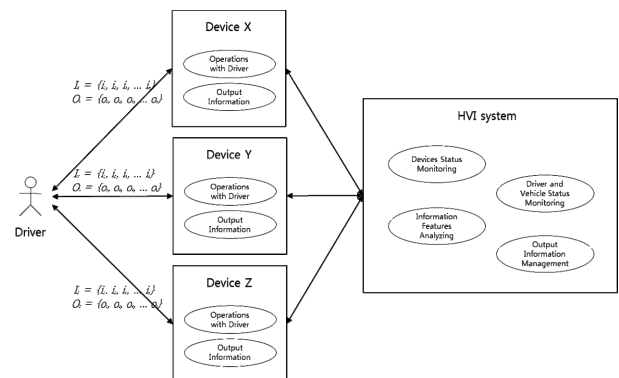 Device X
Operations
with Driver
Output
Information
I = {i, i, i, ... i}
O = {o, o, o, ... o}
Device Y
Operations
with Driver
Output
Information
I = {i, i, i, ... i}
O = {o, o, o, ... o}
Driver
Device Z
Operations
with Driver
Output
Information
I = {i, i, i, ... i}
O = {o, o, o, ... o}
HVI system
Devices Status
Monitoring
Driver and
Vehicle Status
Monitoring
Information
Features
Analyzing
Output
Information
Management